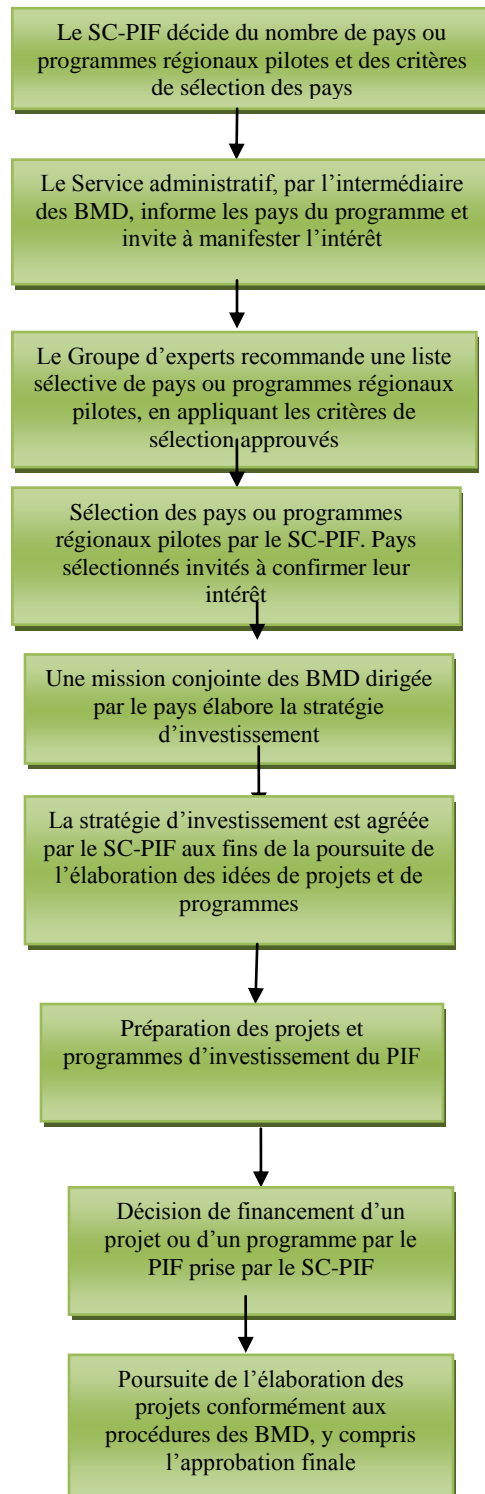 Le SC-PIF décide du nombre de pays ou
programmes régionaux pilotes et des critères
de sélection des pays
Le Service administratif, par l’intermédiaire
des BMD, informe les pays du programme et
invite à manifester l’intérêt
Le Groupe d’experts recommande une liste
sélective de pays ou programmes régionaux
pilotes, en appliquant les critères de
sélection approuvés
Sélection des pays ou programmes
régionaux pilotes par le SC-PIF. Pays
sélectionnés invités à confirmer leur
intérêt
Une mission conjointe des BMD dirigée
par le pays élabore la stratégie
d’investissement
La stratégie d’investissement est agréée
par le SC-PIF aux fins de la poursuite de
l’élaboration des idées de projets et de
programmes
Préparation des projets et
programmes d’investissement du PIF
Décision de financement d’un
projet ou d’un programme par le
PIF prise par le SC-PIF
Poursuite de l’élaboration des
projets conformément aux
procédures des BMD, y compris
l’approbation finale